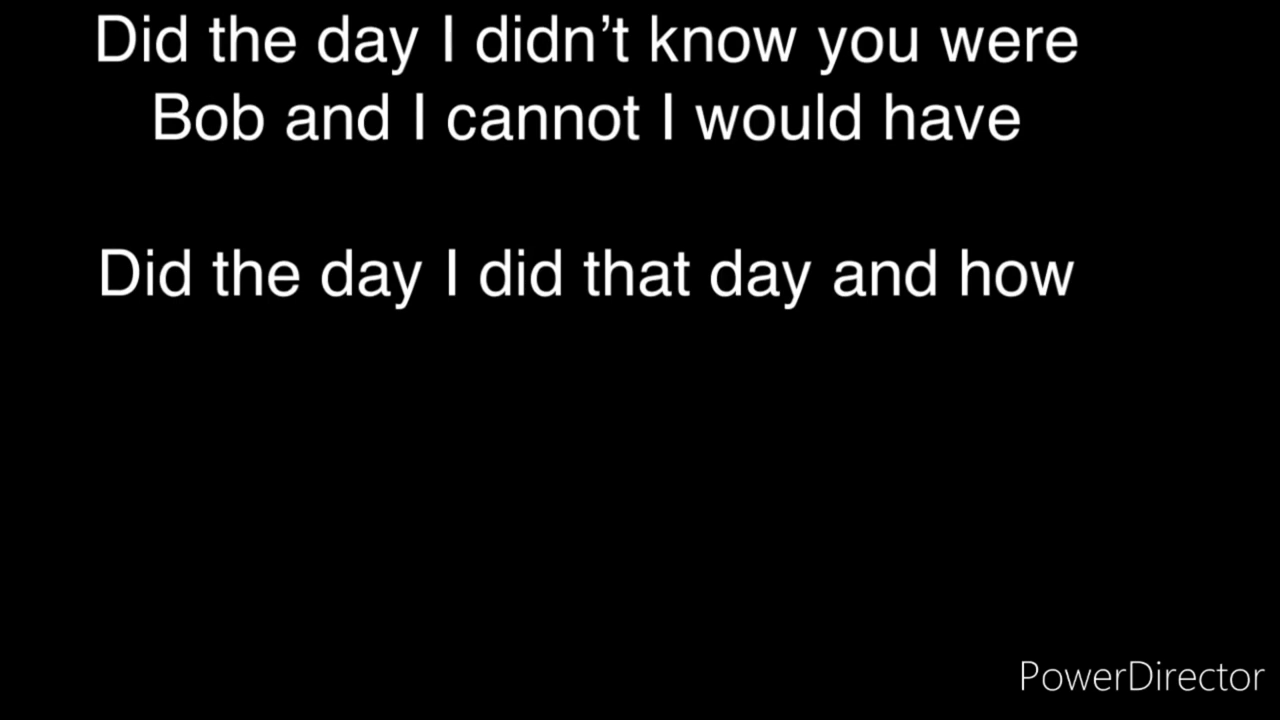 Did the day I didn’t know you were
Bob and I cannot I would have
Did the day I did that day and how
PowerDirector